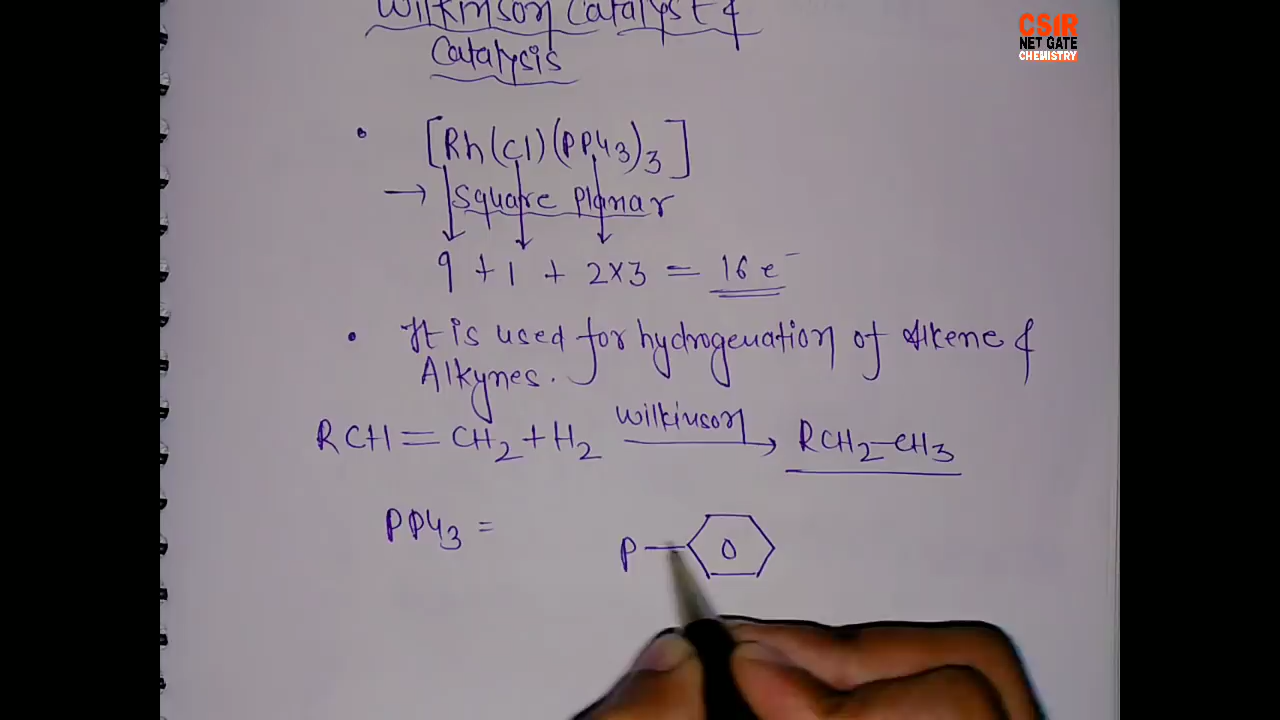 Wilkinson Catalyst &
Catalysis
CSIR
NET GATE
CHEMISTRY
• [Rh(Cl)(PPh3)3]
→ Square Planar
9 + 1 + 2×3 = 16 e⁻
• It is used for hydrogenation of Alkene &
Alkynes.
RCH=CH2+H2 Wilkinson → RCH2-CH3
PPh3 =
P